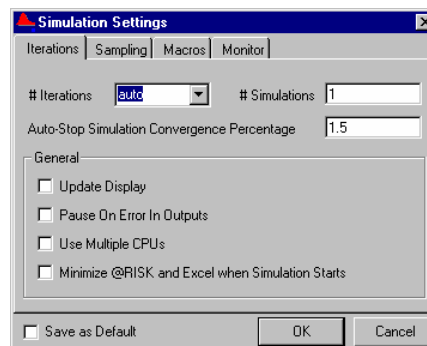 Simulation Settings
Iterations Sampling Macros Monitor
# Iterations auto # Simulations 1
Auto-Stop Simulation Convergence Percentage 1.5
General
Update Display
Pause On Error In Outputs
Use Multiple CPUs
Minimize @RISK and Excel when Simulation Starts
Save as Default OK Cancel